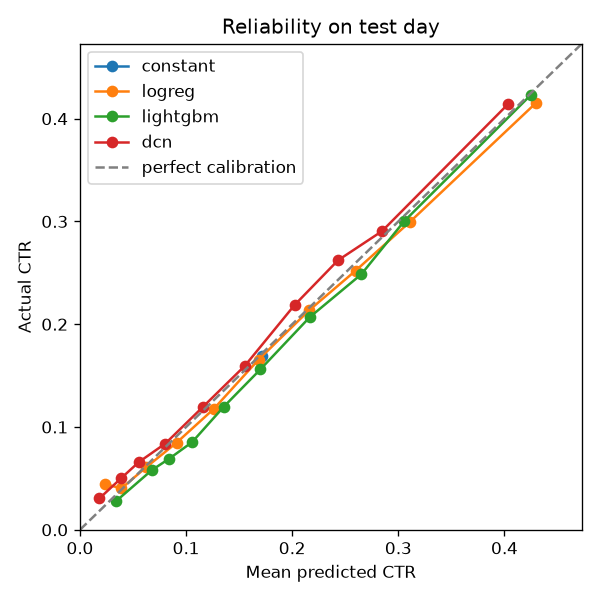 Reliability on test day
constant
logreg
lightgbm
dcn
perfect calibration
Actual CTR
0.4
0.3
0.2
0.1
0.0
0.0 0.1 0.2 0.3 0.4
Mean predicted CTR